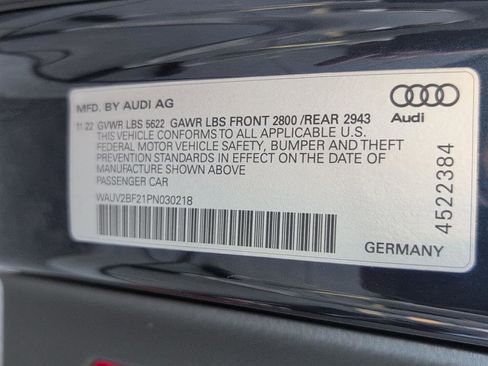 MFD. BY AUDI AG
11.22 GVWR LBS 5622 GAWR LBS FRONT 2800 /REAR 2943
THIS VEHICLE CONFORMS TO ALL APPLICABLE U.S.
FEDERAL MOTOR VEHICLE SAFETY, BUMPER AND THEFT
PREVENTION STANDARDS IN EFFECT ON THE DATE OF
MANUFACTURE SHOWN ABOVE
PASSENGER CAR
WAUV2BF21PN030218
Audi
4522384
GERMANY